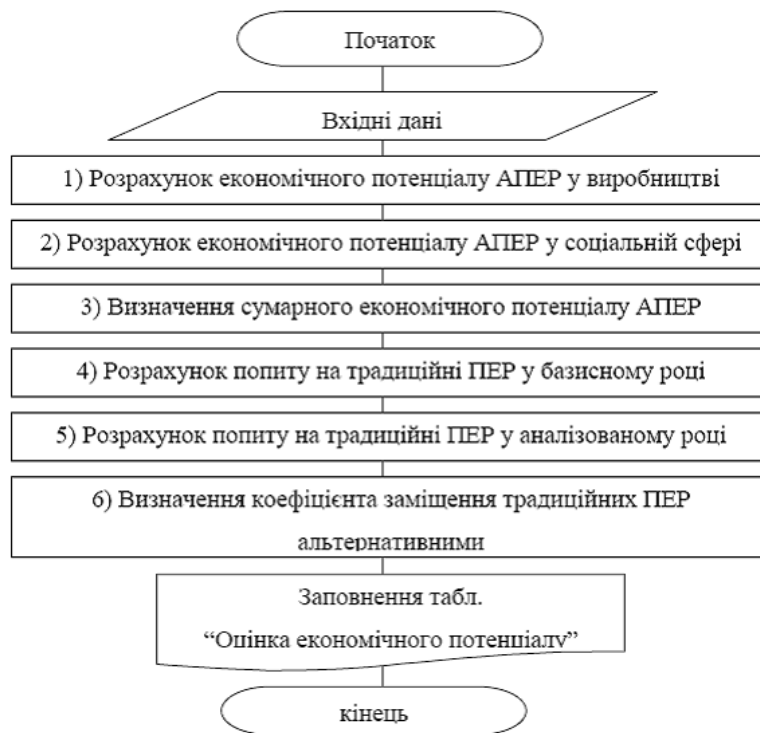 Початок
Вхідні дані
1) Розрахунок економічного потенціалу АПЕР у виробництві
2) Розрахунок економічного потенціалу АПЕР у соціальній сфері
3) Визначення сумарного економічного потенціалу АПЕР
4) Розрахунок попиту на традиційні ПЕР у базисному році
5) Розрахунок попиту на традиційні ПЕР у аналізованому році
6) Визначення коефіцієнта заміщення традиційних ПЕР
альтернативними
Заповнення табл.
“Оцінка економічного потенціалу”
кінець